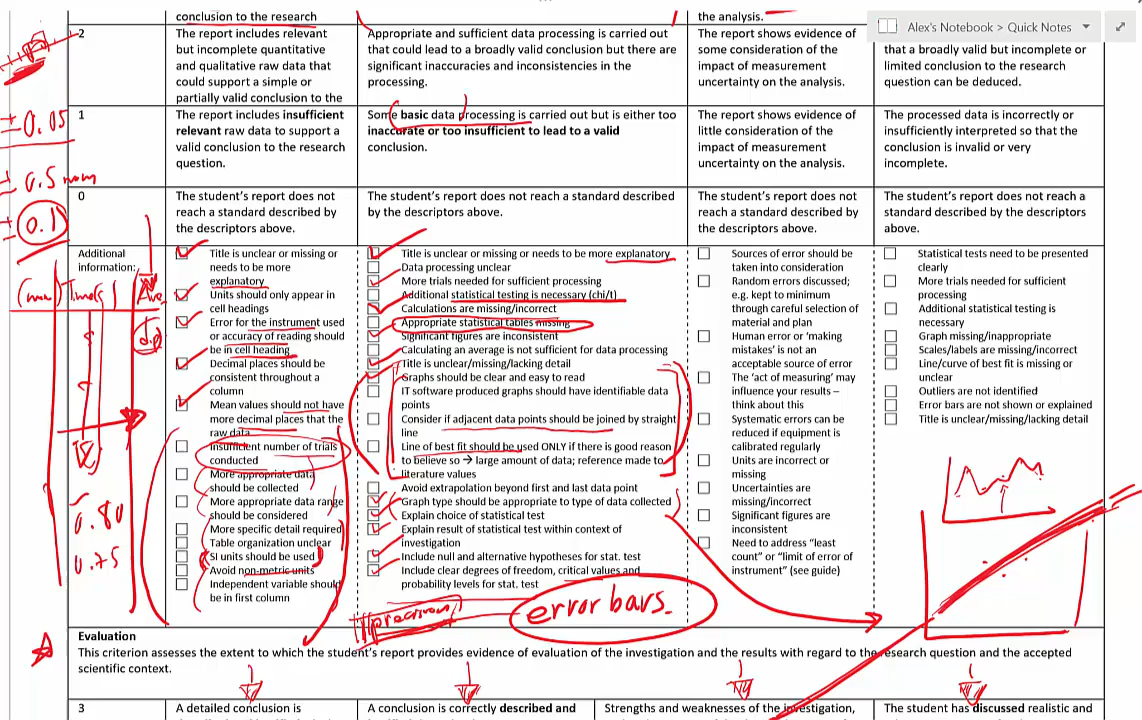 conclusion to the research
the analysis.
Alex's Notebook > Quick Notes
2
The report includes relevant
but incomplete quantitative
and qualitative raw data that
could support a simple or
partially valid conclusion to the
Appropriate and sufficient data processing is carried out
that could lead to a broadly valid conclusion but there are
significant inaccuracies and inconsistencies in the
processing.
The report shows evidence of
some consideration of the
impact of measurement
uncertainty on the analysis.
that a broadly valid but incomplete or
limited conclusion to the research
question can be deduced.
1
The report includes insufficient
relevant raw data to support a
valid conclusion to the research
question.
Some basic data processing is carried out but is either too
inaccurate or too insufficient to lead to a valid
conclusion.
The report shows evidence of
little consideration of the
impact of measurement
uncertainty on the analysis.
The processed data is incorrectly or
insufficiently interpreted so that the
conclusion is invalid or very
incomplete.
0
The student's report does not
reach a standard described by
the descriptors above.
The student's report does not reach a standard described
by the descriptors above.
The student's report does not
reach a standard described by
the descriptors above.
The student's report does not reach a
standard described by the descriptors
above.
Additional
information:
Title is unclear or missing or
needs to be more
explanatory
Units should only appear in
cell headings
Error for the instrument used
or accuracy of reading should
be in cell heading
Decimal places should be
consistent throughout a
column
Mean values should not have
more decimal places that the
raw data
Insufficient number of trials
conducted
More appropriate data
should be collected
More appropriate data range
should be considered
More specific detail required
Table organization unclear
SI units should be used
Avoid non-metric units
Independent variable should
be in first column
Title is unclear or missing or needs to be more explanatory
Data processing unclear
More trials needed for sufficient processing
Additional statistical testing is necessary (chi/t)
Calculations are missing/incorrect
Appropriate statistical tables missing
Significant figures are inconsistent
Calculating an average is not sufficient for data processing
Title is unclear/missing/lacking detail
Graphs should be clear and easy to read
IT software produced graphs should have identifiable data
points
Consider if adjacent data points should be joined by straight
line
Line of best fit should be used ONLY if there is good reason
to believe so → large amount of data; reference made to
literature values
Avoid extrapolation beyond first and last data point
Graph type should be appropriate to type of data collected
Explain choice of statistical test
Explain result of statistical test within context of
investigation
Include null and alternative hypotheses for stat. test
Include clear degrees of freedom, critical values and
probability levels for stat. test
Sources of error should be
taken into consideration
Random errors discussed;
e.g. kept to minimum
through careful selection of
material and plan
Human error or 'making
mistakes' is not an
acceptable source of error
The 'act of measuring' may
influence your results –
think about this
Systematic errors can be
reduced if equipment is
calibrated regularly
Units are incorrect or
missing
Uncertainties are
missing/incorrect
Significant figures are
inconsistent
Need to address "least
count" or "limit of error of
instrument" (see guide)
Statistical tests need to be presented
clearly
More trials needed for sufficient
processing
Additional statistical testing is
necessary
Graph missing/inappropriate
Scales/labels are missing/incorrect
Line/curve of best fit is missing or
unclear
Outliers are not identified
Error bars are not shown or explained
Title is unclear/missing/lacking detail
± 0.05
± 0.5 mm
± 0.1
Ave
d.p
0.80
0.75
precision
error bars
Evaluation
This criterion assesses the extent to which the student's report provides evidence of evaluation of the investigation and the results with regard to the research question and the accepted
scientific context.
3
A detailed conclusion is
A conclusion is correctly described and
Strengths and weaknesses of the investigation,
The student has discussed realistic and